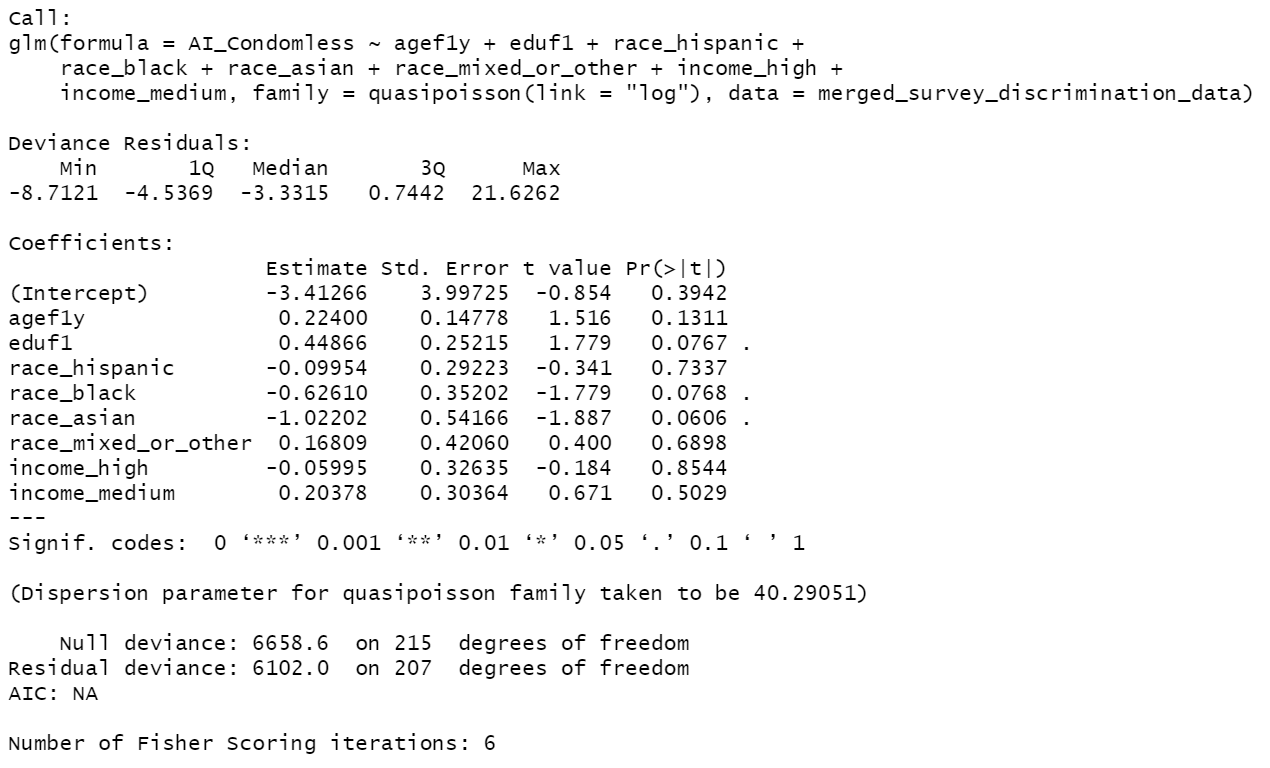 Call:
glm(formula = AI_Condomless ~ agef1y + eduf1 + race_hispanic +
    race_black + race_asian + race_mixed_or_other + income_high +
    income_medium, family = quasipoisson(link = "log"), data = merged_survey_discrimination_data)

Deviance Residuals:
    Min       1Q   Median       3Q      Max
-8.7121  -4.5369  -3.3315   0.7442  21.6262

Coefficients:
                    Estimate Std. Error t value Pr(>|t|)
(Intercept)         -3.41266    3.99725  -0.854   0.3942
agef1y               0.22400    0.14778   1.516   0.1311
eduf1                0.44866    0.25215   1.779   0.0767 .
race_hispanic       -0.09954    0.29223  -0.341   0.7337
race_black          -0.62610    0.35202  -1.779   0.0768 .
race_asian          -1.02202    0.54166  -1.887   0.0606 .
race_mixed_or_other  0.16809    0.42060   0.400   0.6898
income_high         -0.05995    0.32635  -0.184   0.8544
income_medium        0.20378    0.30364   0.671   0.5029
---
Signif. codes:  0 ‘***’ 0.001 ‘**’ 0.01 ‘*’ 0.05 ‘.’ 0.1 ‘ ’ 1

(Dispersion parameter for quasipoisson family taken to be 40.29051)

    Null deviance: 6658.6  on 215  degrees of freedom
Residual deviance: 6102.0  on 207  degrees of freedom
AIC: NA

Number of Fisher Scoring iterations: 6